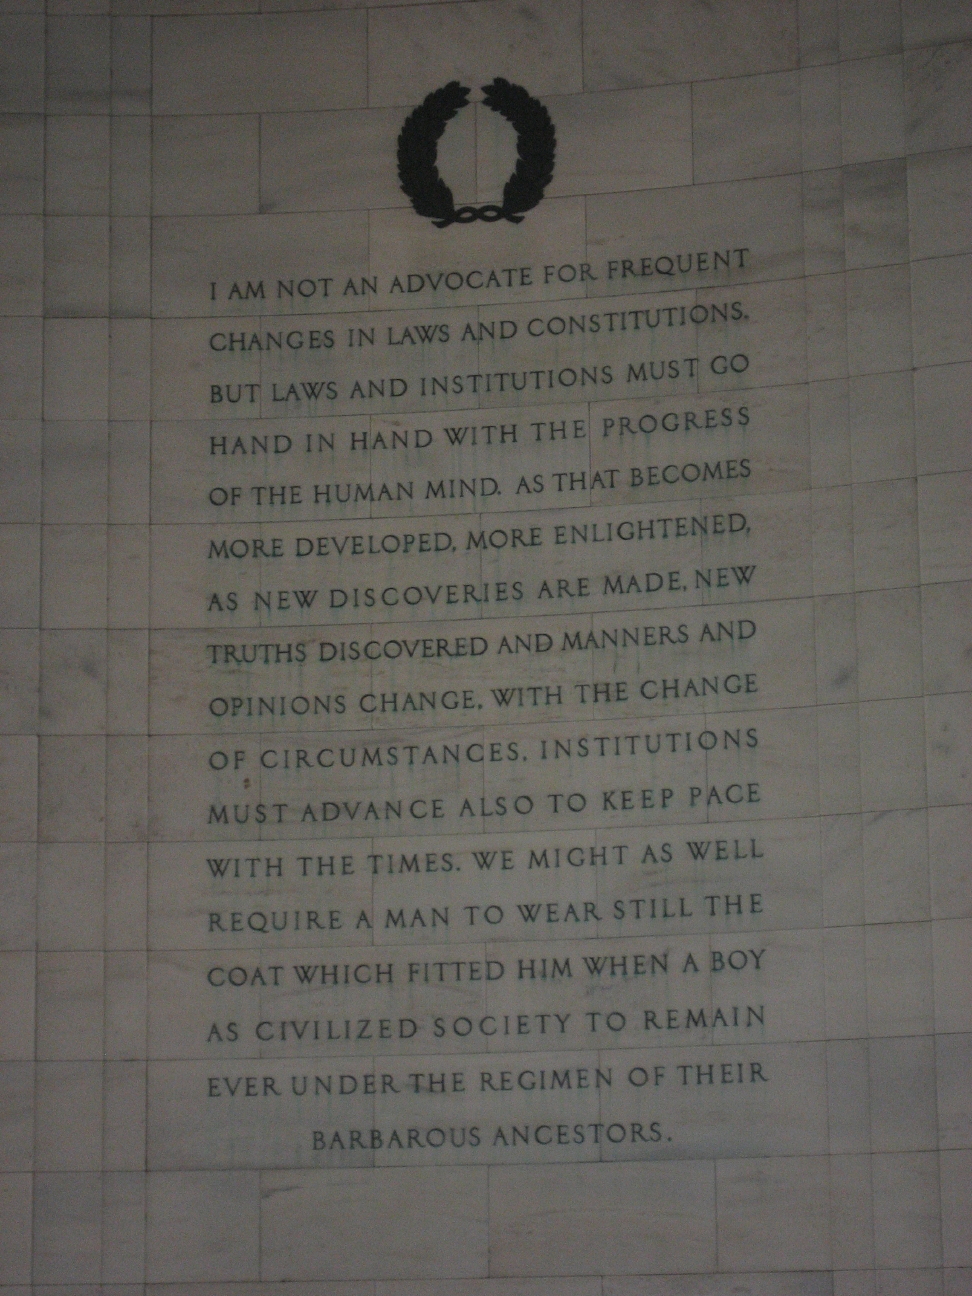 I AM NOT AN ADVOCATE FOR FREQUENT
CHANGES IN LAWS AND CONSTITUTIONS.
BUT LAWS AND INSTITUTIONS MUST GO
HAND IN HAND WITH THE PROGRESS
OF THE HUMAN MIND. AS THAT BECOMES
MORE DEVELOPED, MORE ENLIGHTENED,
AS NEW DISCOVERIES ARE MADE, NEW
TRUTHS DISCOVERED AND MANNERS AND
OPINIONS CHANGE, WITH THE CHANGE
OF CIRCUMSTANCES, INSTITUTIONS
MUST ADVANCE ALSO TO KEEP PACE
WITH THE TIMES. WE MIGHT AS WELL
REQUIRE A MAN TO WEAR STILL THE
COAT WHICH FITTED HIM WHEN A BOY
AS CIVILIZED SOCIETY TO REMAIN
EVER UNDER THE REGIMEN OF THEIR
BARBAROUS ANCESTORS.